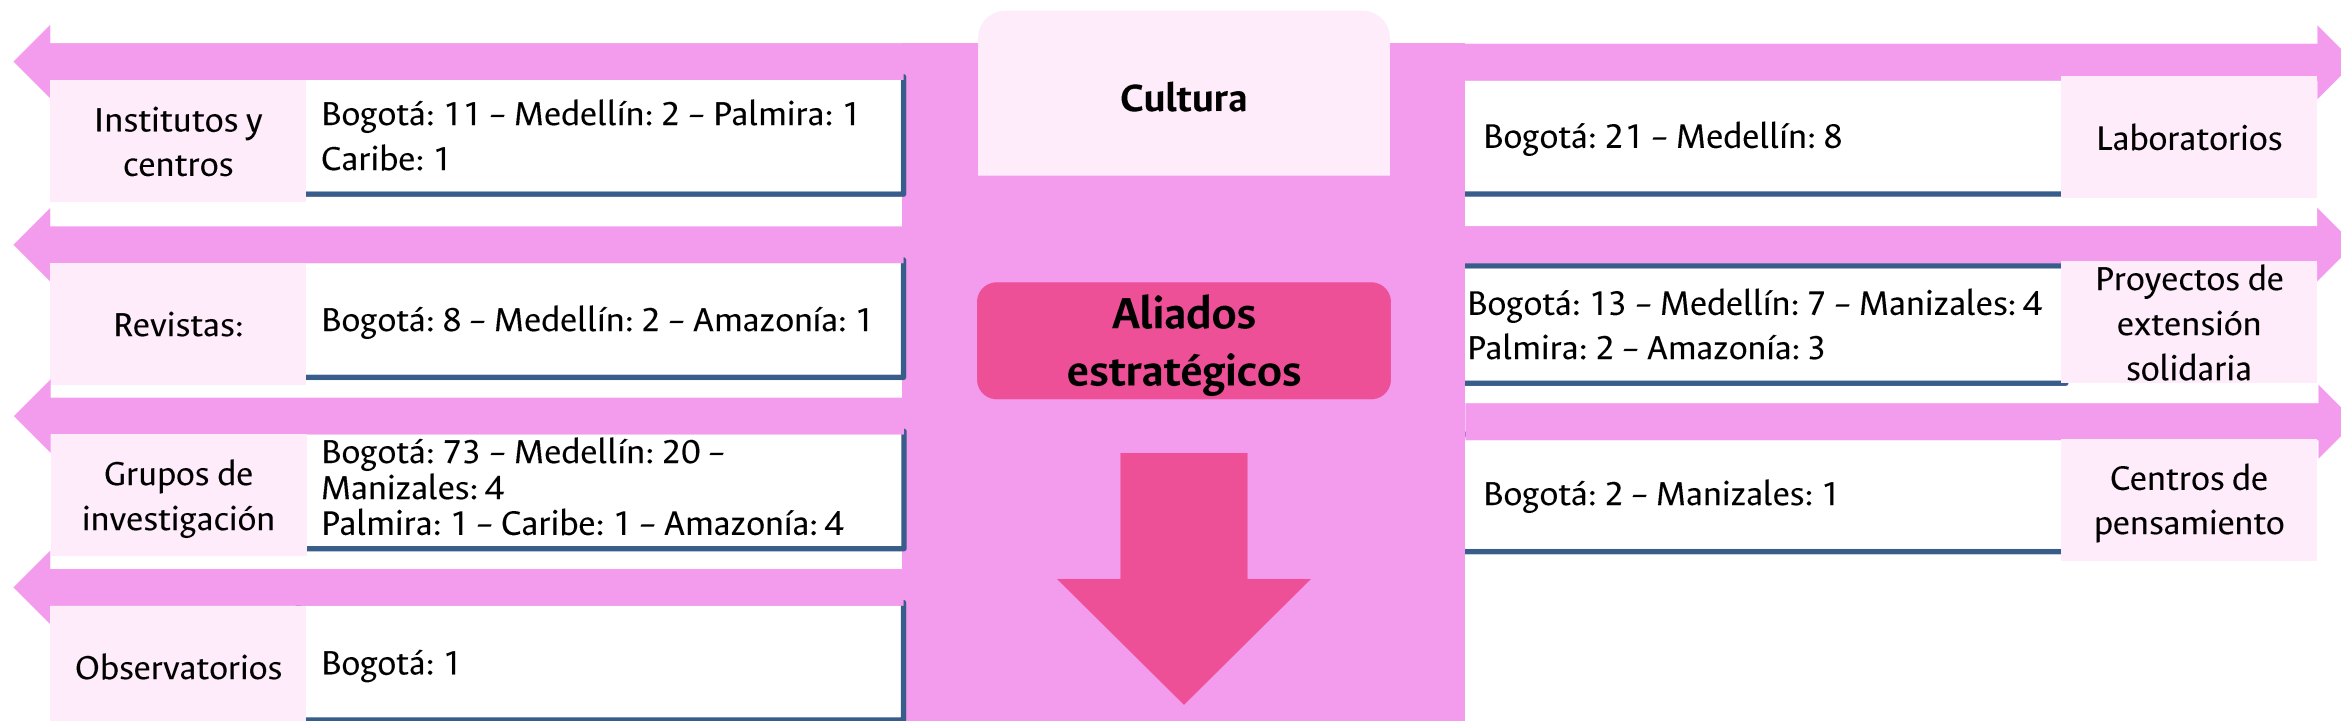 Cultura
Aliados
estratégicos
Institutos y
centros
Bogotá: 11 – Medellín: 2 – Palmira: 1
Caribe: 1
Revistas:
Bogotá: 8 – Medellín: 2 – Amazonía: 1
Grupos de
investigación
Bogotá: 73 – Medellín: 20 –
Manizales: 4
Palmira: 1 – Caribe: 1 – Amazonía: 4
Observatorios
Bogotá: 1
Bogotá: 21 – Medellín: 8
Laboratorios
Bogotá: 13 – Medellín: 7 – Manizales: 4
Palmira: 2 – Amazonía: 3
Proyectos de
extensión
solidaria
Bogotá: 2 – Manizales: 1
Centros de
pensamiento